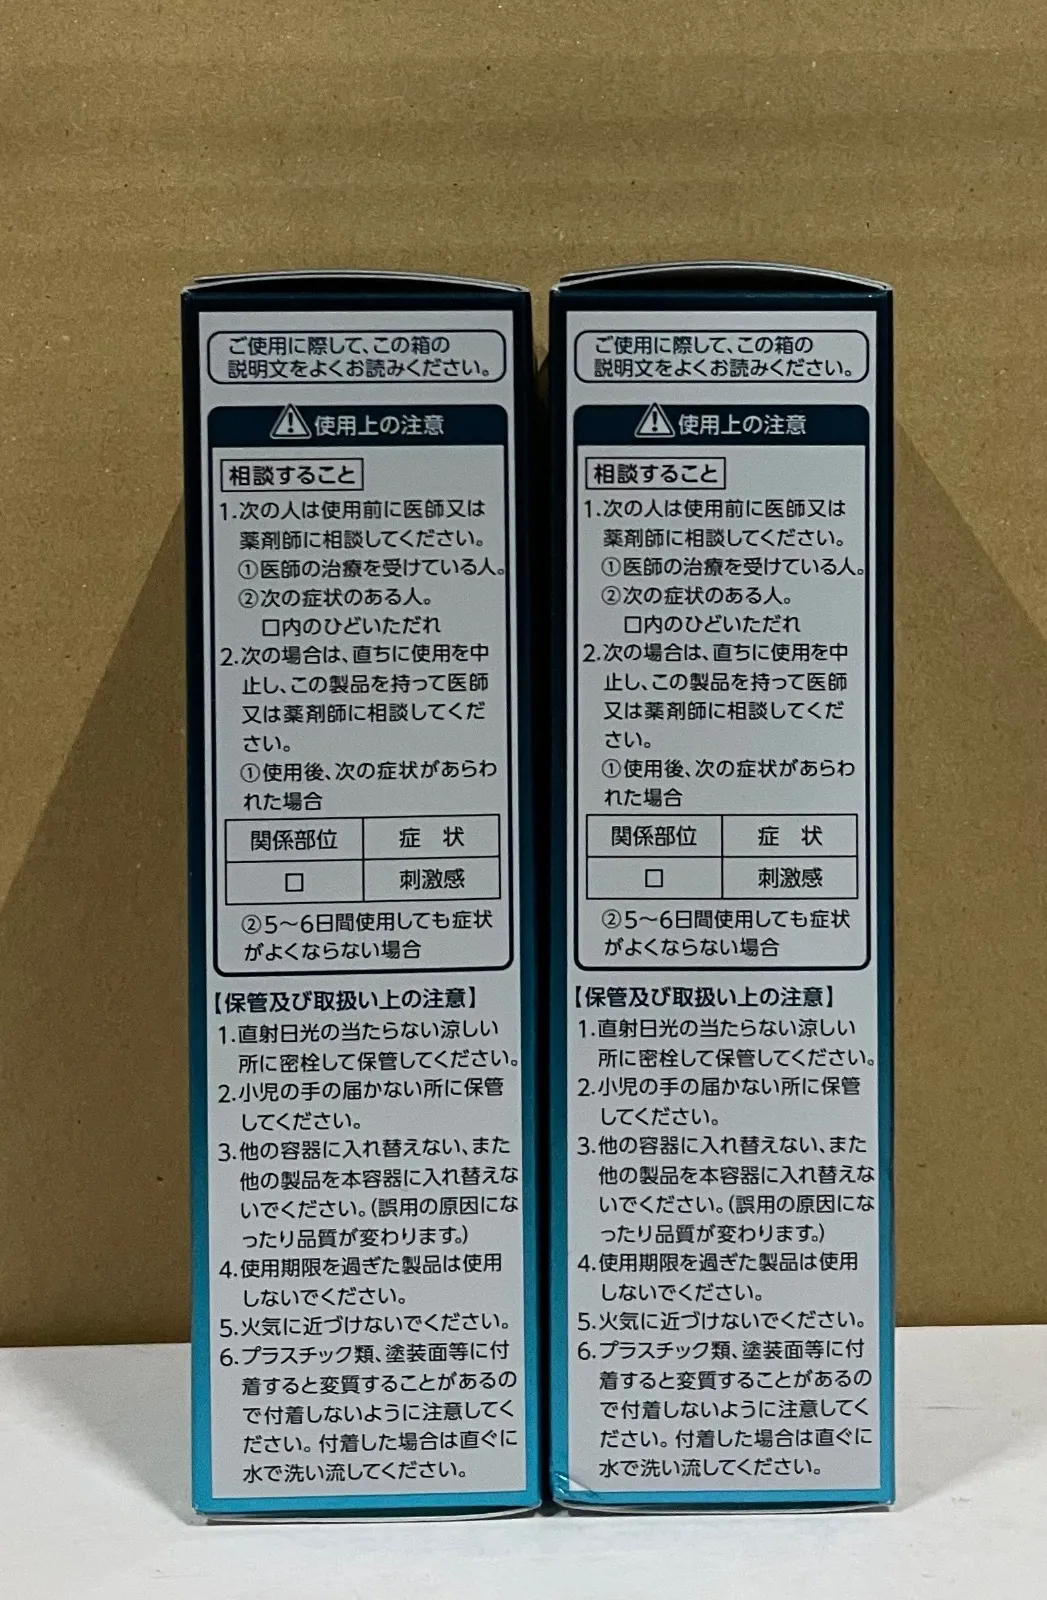 ご使用に際して、この箱の
説明文をよくお読みください。
使用上の注意
相談すること
1.次の人は使用前に医師又は
薬剤師に相談してください。
①医師の治療を受けている人。
②次の症状のある人。
口内のひどいただれ
2.次の場合は、直ちに使用を中
止し、この製品を持って医師
又は薬剤師に相談してくだ
さい。
①使用後、次の症状があらわ
れた場合
関係部位 症 状
口 刺激感
②5〜6日間使用しても症状
がよくならない場合
【保管及び取扱い上の注意】
1.直射日光の当たらない涼しい
所に密栓して保管してください。
2.小児の手の届かない所に保管
してください。
3.他の容器に入れ替えない、また
他の製品を本容器に入れ替えな
いでください。(誤用の原因にな
ったり品質が変わります。)
4.使用期限を過ぎた製品は使用
しないでください。
5.火気に近づけないでください。
6.プラスチック類、塗装面等に付
着すると変質することがあるの
で付着しないように注意してく
ださい。付着した場合は直ぐに
水で洗い流してください。
ご使用に際して、この箱の
説明文をよくお読みください。
使用上の注意
相談すること
1.次の人は使用前に医師又は
薬剤師に相談してください。
①医師の治療を受けている人。
②次の症状のある人。
口内のひどいただれ
2.次の場合は、直ちに使用を中
止し、この製品を持って医師
又は薬剤師に相談してくだ
さい。
①使用後、次の症状があらわ
れた場合
関係部位 症 状
口 刺激感
②5〜6日間使用しても症状
がよくならない場合
【保管及び取扱い上の注意】
1.直射日光の当たらない涼しい
所に密栓して保管してください。
2.小児の手の届かない所に保管
してください。
3.他の容器に入れ替えない、また
他の製品を本容器に入れ替えな
いでください。(誤用の原因にな
ったり品質が変わります。)
4.使用期限を過ぎた製品は使用
しないでください。
5.火気に近づけないでください。
6.プラスチック類、塗装面等に付
着すると変質することがあるの
で付着しないように注意してく
ださい。付着した場合は直ぐに
水で洗い流してください。